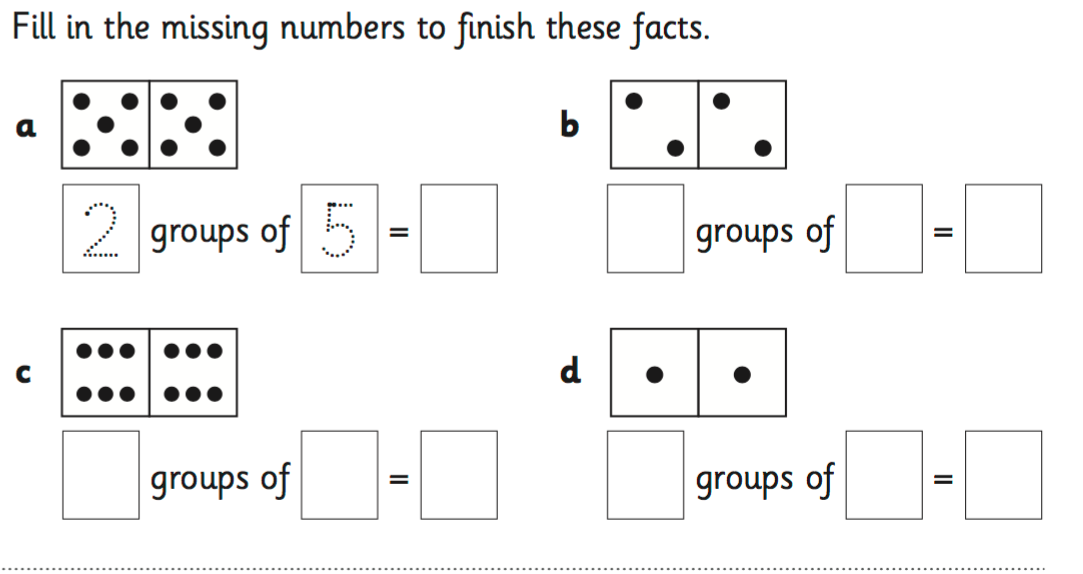 Fill in the missing numbers to finish these facts.
a
b
2 groups of 5 =
groups of =
c
d
groups of =
groups of =